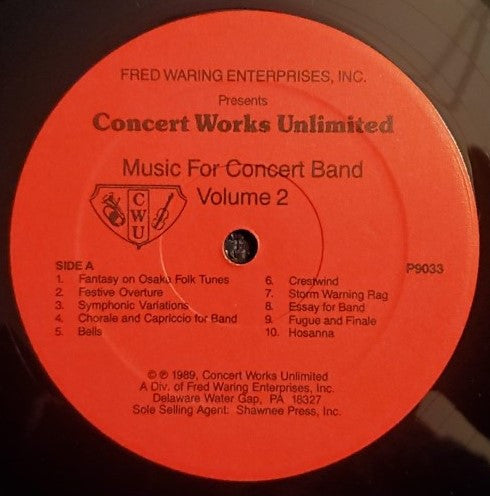 FRED WARING ENTERPRISES, INC.
Presents
Concert Works Unlimited
Music For Concert Band
Volume 2
CWU
P9033
SIDE A
1. Fantasy on Osaka Folk Tunes
2. Festive Overture
3. Symphonic Variations
4. Chorale and Capriccio for Band
5. Bells
6. Crestwind
7. Storm Warning Rag
8. Essay for Band
9. Fugue and Finale
10. Hosanna
© ℗ 1989, Concert Works Unlimited
A Div. of Fred Waring Enterprises, Inc.
Delaware Water Gap, PA 18327
Sole Selling Agent: Shawnee Press, Inc.